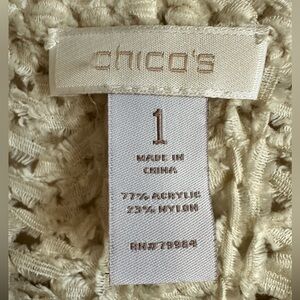 chico's
1
MADE IN
CHINA
77% ACRYLIC
23% NYLON
RN#79984